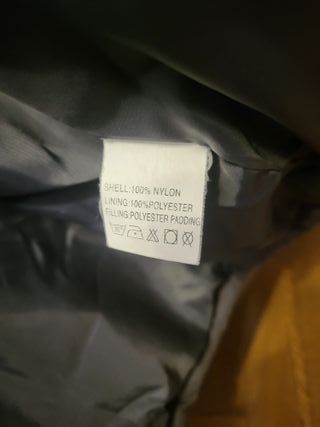 SHELL:100% NYLON
LINING:100%POLYESTER
FILLING:POLYESTER PADDING